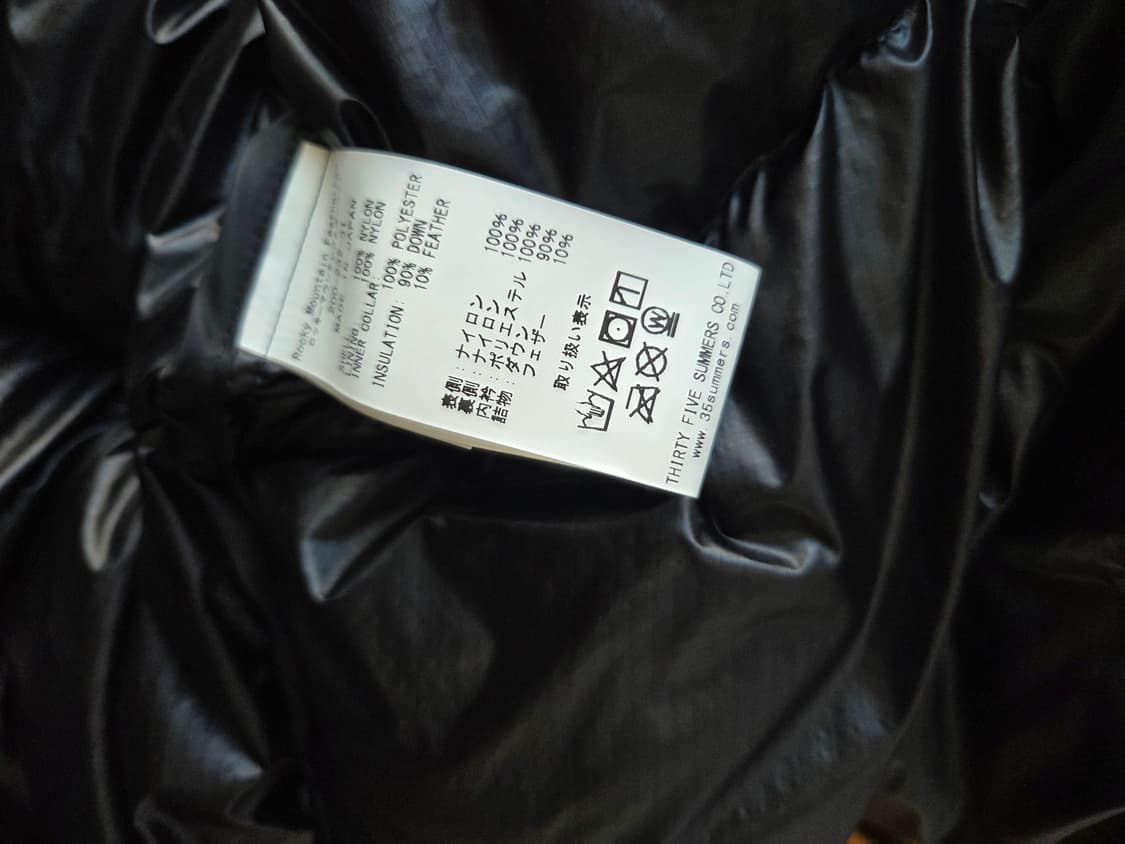 Rocky Mountain
MADE IN JAPAN
100% NYLON
LINING: 100% NYLON
INNER COLLAR:
100% POLYESTER
INSULATION: 90% DOWN
10% FEATHER
表側:ナイロン 100%
裏側:ナイロン 100%
内衿:ポリエステル 100%
詰物:ダウン 90%
フェザー 10%
取り扱い表示
W
THIRTY FIVE SUMMERS CO.LTD
www.35summers.com